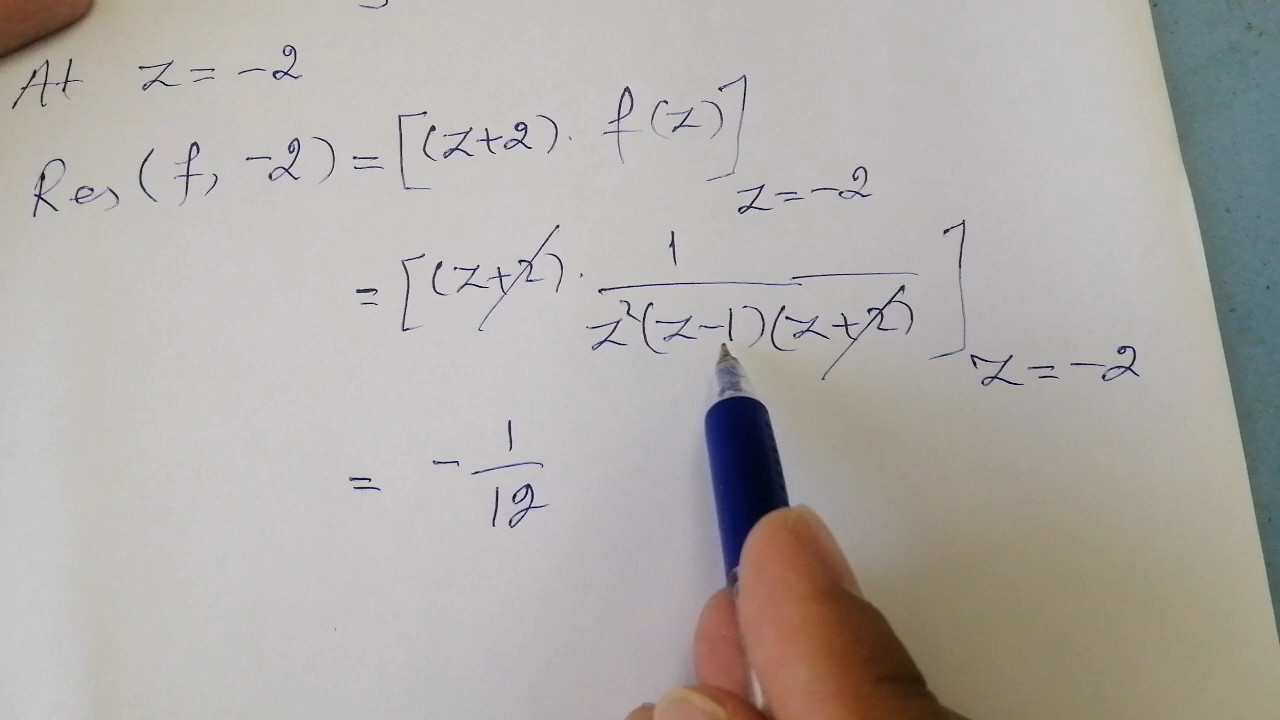 At z = -2
Res(f, -2) = [(z+2). f(z)] z=-2
= [(z+2). 1/z²(z-1)(z+2)] z=-2
= - 1/12